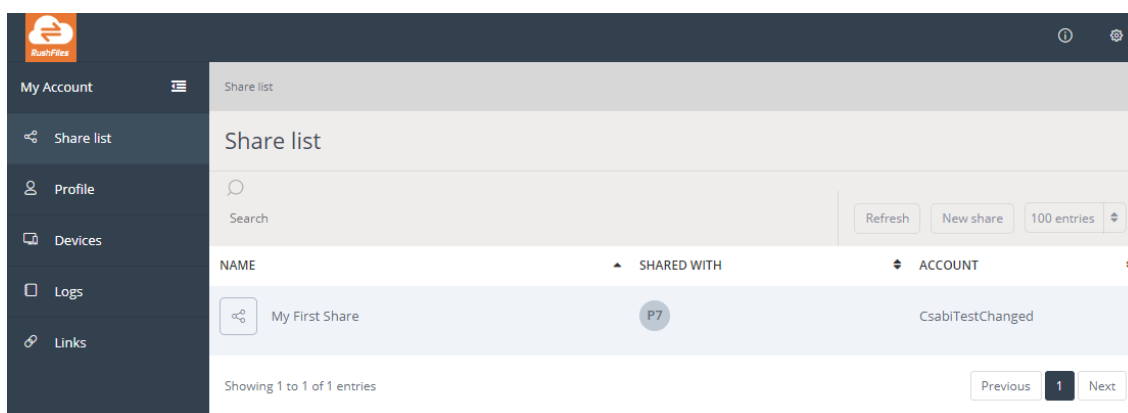 RushFiles
My Account
Share list
Profile
Devices
Logs
Links
Share list
Share list
Search
Refresh New share 100 entries
NAME SHARED WITH ACCOUNT
My First Share P7 CsabiTestChanged
Showing 1 to 1 of 1 entries Previous 1 Next